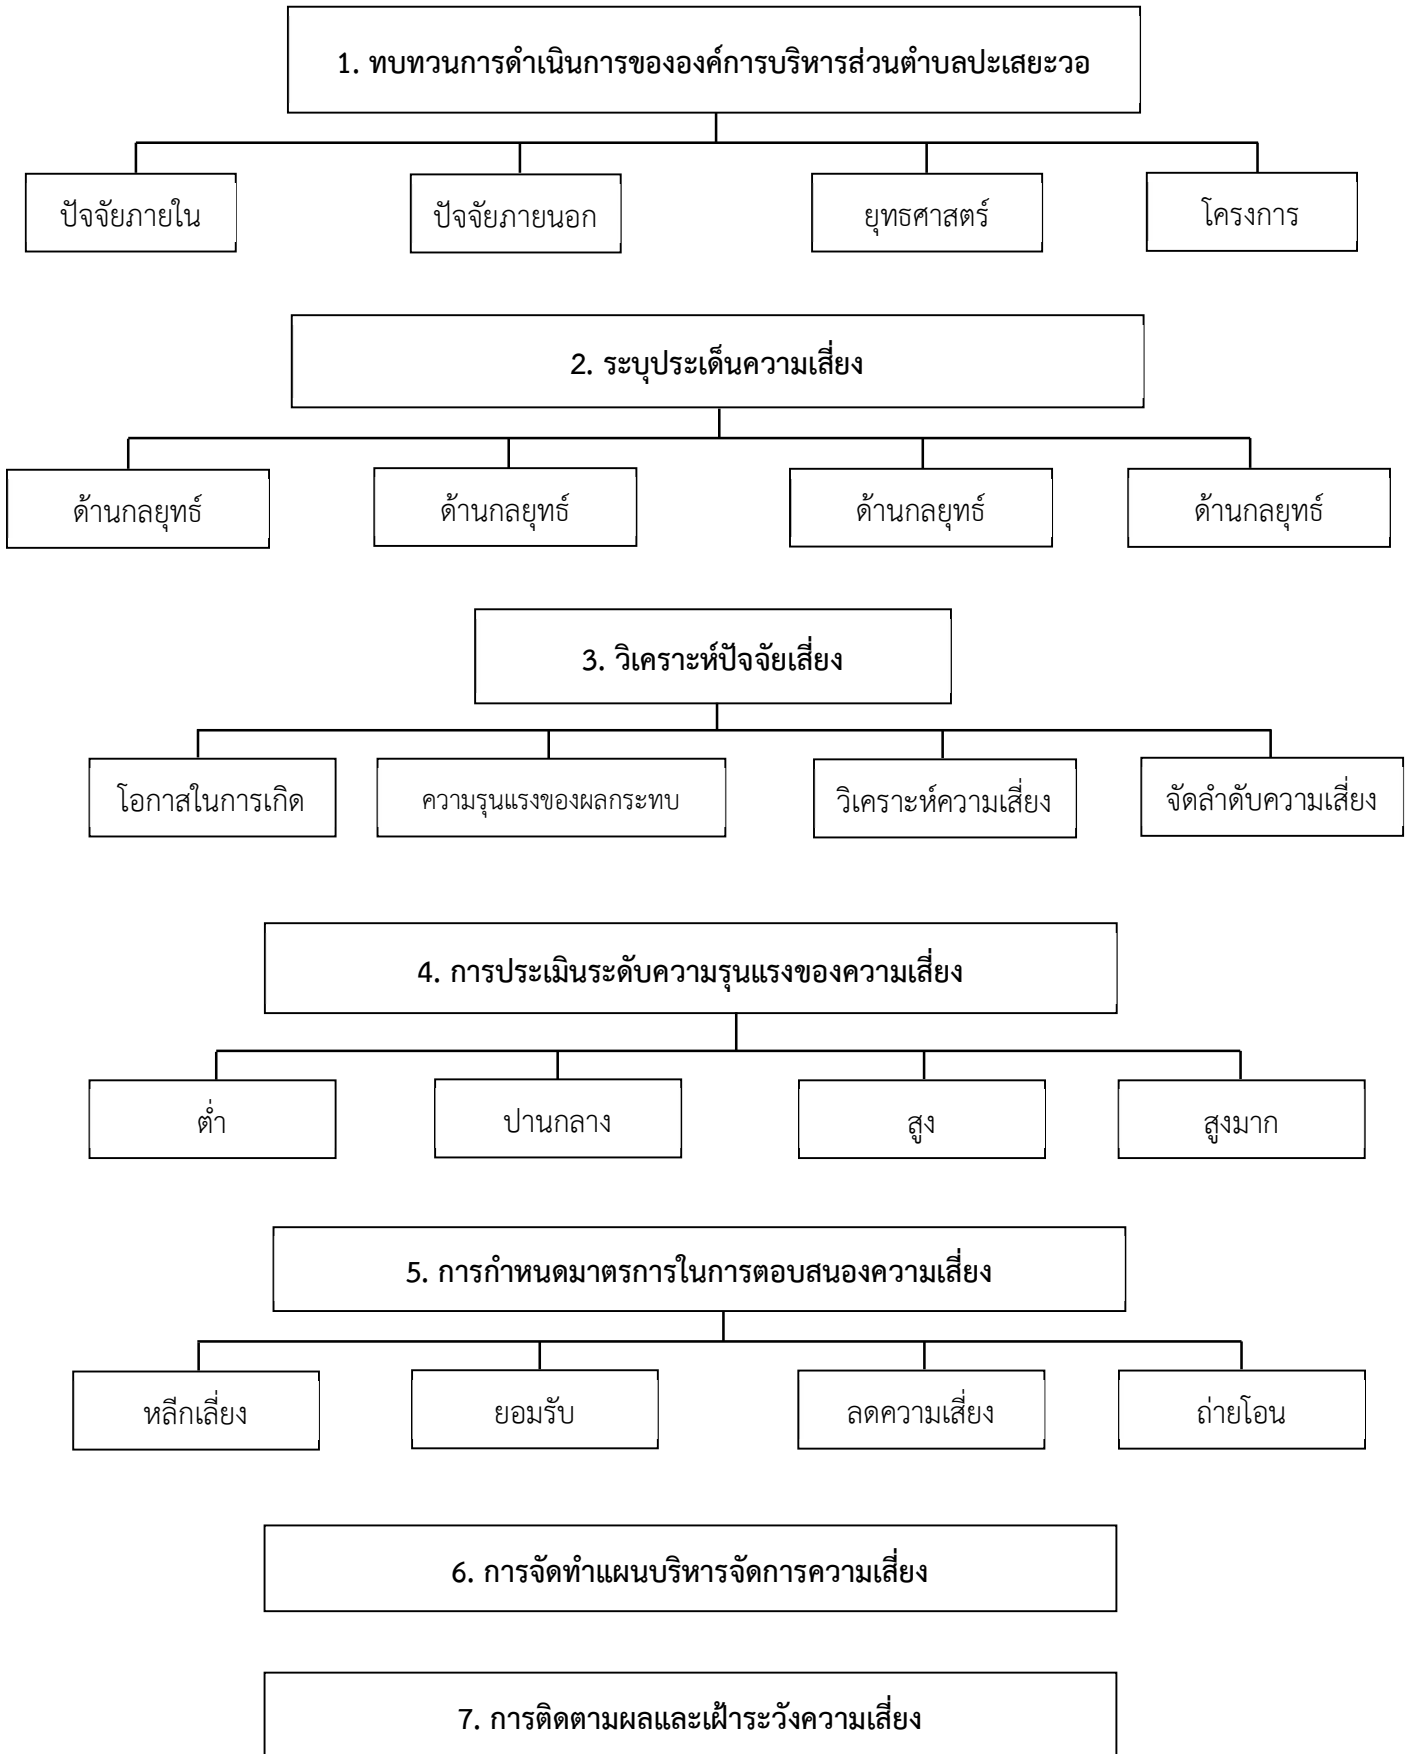 1. ทบทวนการดำเนินการขององค์การบริหารส่วนตำบลปะเสยะวอ
ปัจจัยภายใน
ปัจจัยภายนอก
ยุทธศาสตร์
โครงการ
2. ระบุประเด็นความเสี่ยง
ด้านกลยุทธ์
ด้านกลยุทธ์
ด้านกลยุทธ์
ด้านกลยุทธ์
3. วิเคราะห์ปัจจัยเสี่ยง
โอกาสในการเกิด
ความรุนแรงของผลกระทบ
วิเคราะห์ความเสี่ยง
จัดลำดับความเสี่ยง
4. การประเมินระดับความรุนแรงของความเสี่ยง
ต่ำ
ปานกลาง
สูง
สูงมาก
5. การกำหนดมาตรการในการตอบสนองความเสี่ยง
หลีกเลี่ยง
ยอมรับ
ลดความเสี่ยง
ถ่ายโอน
6. การจัดทำแผนบริหารจัดการความเสี่ยง
7. การติดตามผลและเฝ้าระวังความเสี่ยง